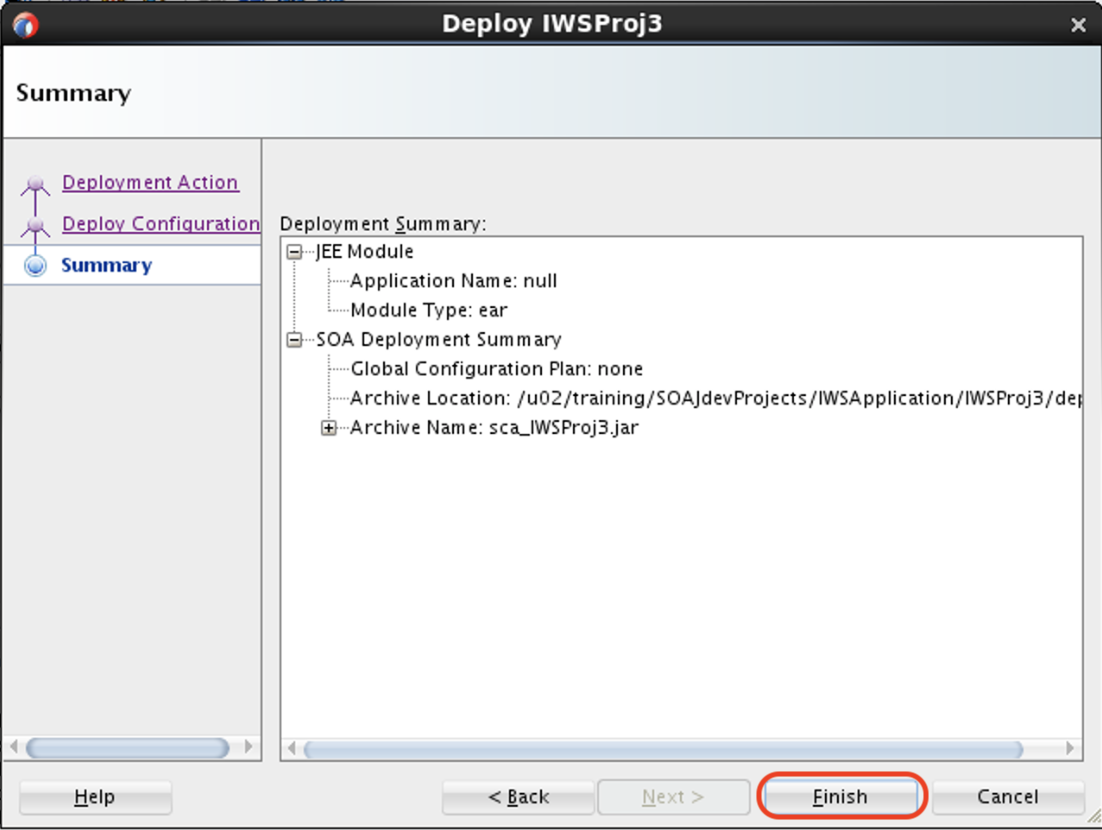 Deploy IWSProj3
Summary
Deployment Action
Deploy Configuration
Summary
Deployment Summary:
JEE Module
Application Name: null
Module Type: ear
SOA Deployment Summary
Global Configuration Plan: none
Archive Location: /u02/training/SOAJdevProjects/IWSApplication/IWSProj3/dep
Archive Name: sca_IWSProj3.jar
Help
< Back
Next >
Finish
Cancel